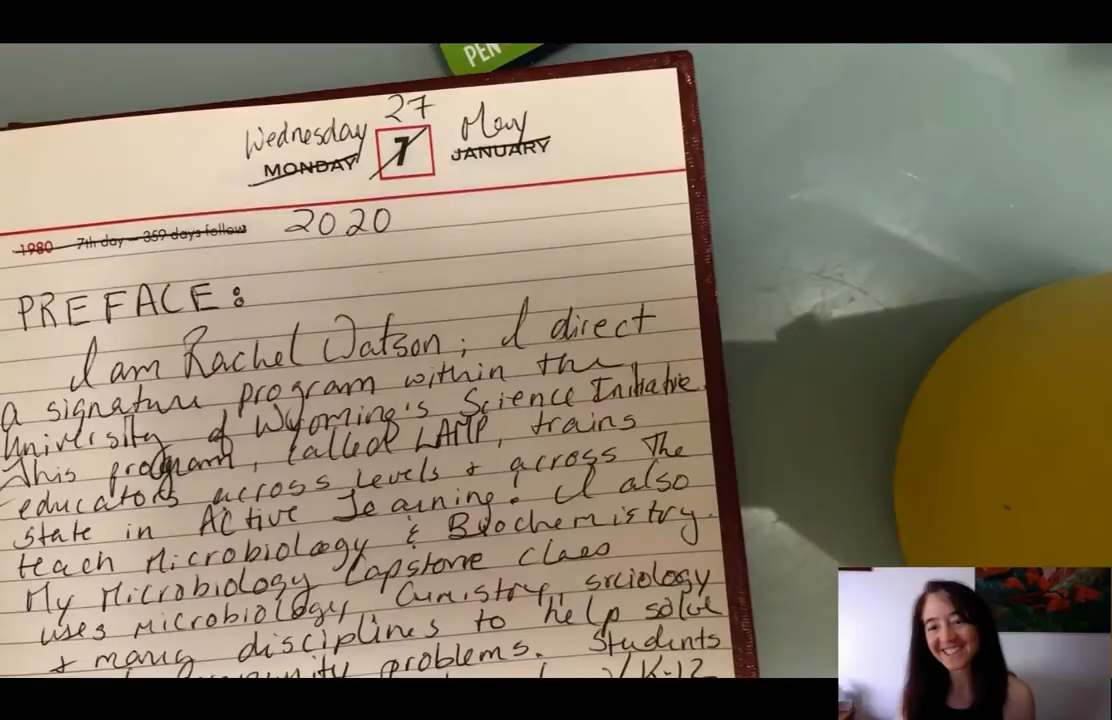 PEN
27
Wednesday May
MONDAY 7 JANUARY
1980 - 7th day - 359 days follow 2020
PREFACE:
I am Rachel Watson; I direct
a signature program within the
University of Wyoming's Science Initiative.
This program, called LAMP, trains
educators across levels & across The
state in Active Learning. I also
teach Microbiology & Biochemistry.
My Microbiology Capstone class
uses microbiology, Chmistry, sociology
& many disciplines to help solve
problems. Students
K-12